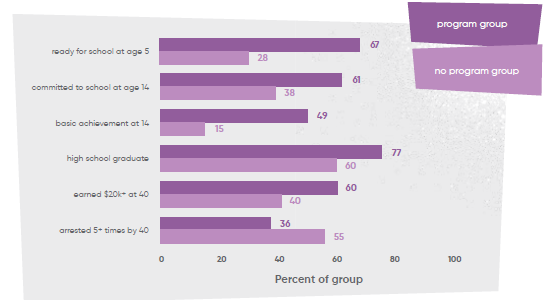 program group
no program group
ready for school at age 5
67
28
committed to school at age 14
61
38
basic achievement at 14
49
15
high school graduate
77
60
earned $20k+ at 40
60
40
arrested 5+ times by 40
36
55
0 20 40 60 80 100
Percent of group